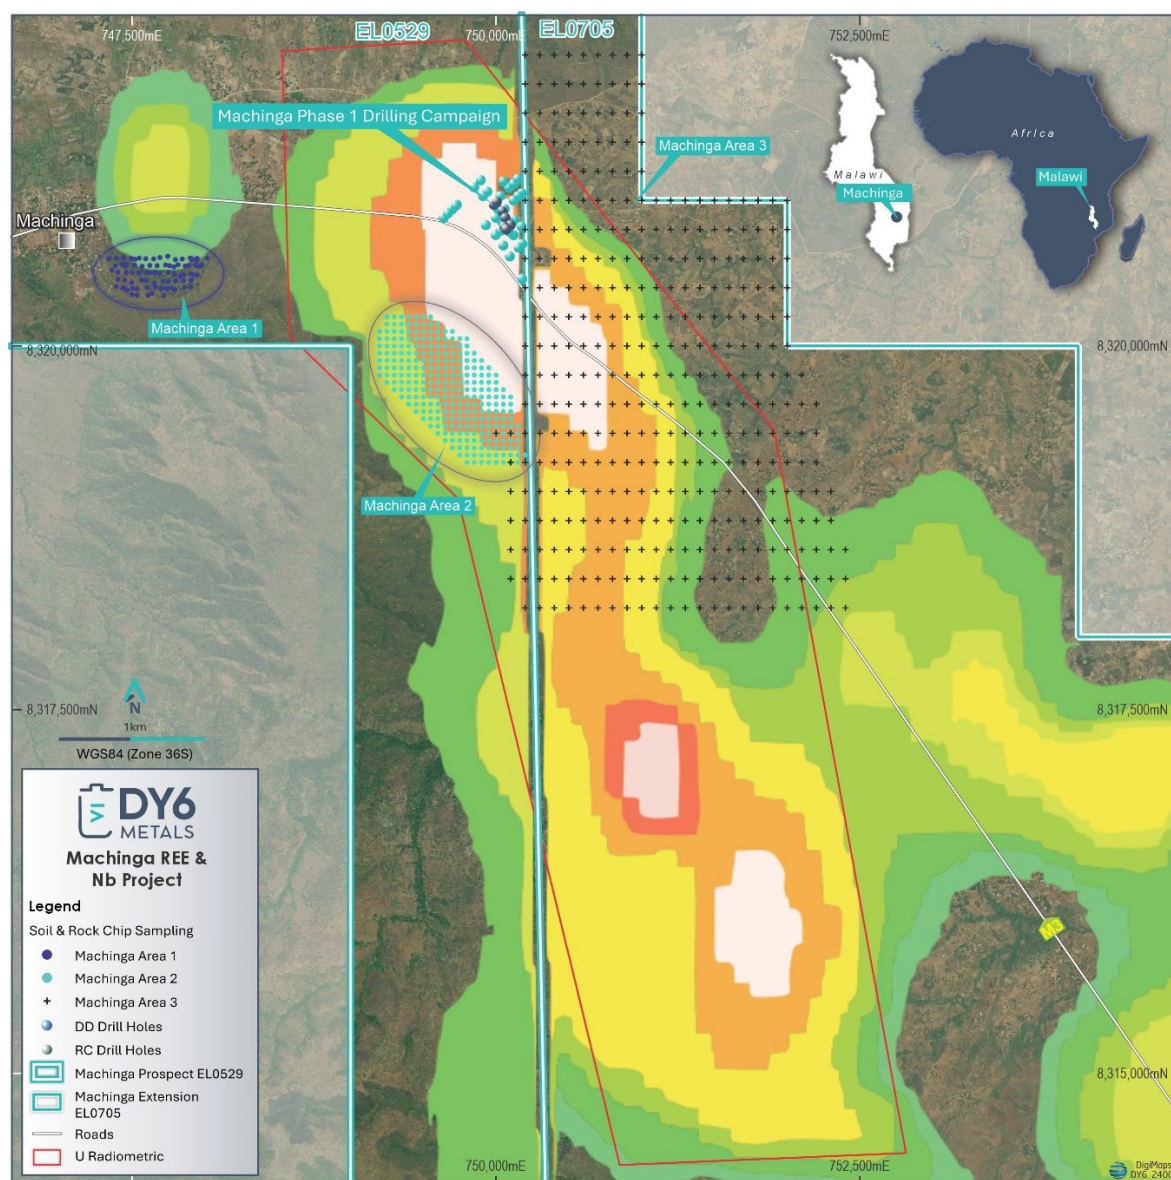 EL0529
EL0705
747,500mE
750,000mE
752,500mE
Machinga Phase 1 Drilling Campaign
Machinga Area 3
Africa
Malawi
Malawi
Machinga
Machinga
Machinga Area 1
8,320,000mN
8,320,000mN
Machinga Area 2
8,317,500mN
8,317,500mN
N
1km
WGS84 (Zone 36S)
DY6
METALS
Machinga REE &
Nb Project
Legend
Soil & Rock Chip Sampling
Machinga Area 1
Machinga Area 2
Machinga Area 3
DD Drill Holes
RC Drill Holes
Machinga Prospect EL0529
Machinga Extension
EL0705
Roads
U Radiometric
M3
8,315,000mN
750,000mE
752,500mE
DigiMaps
DY6_2400